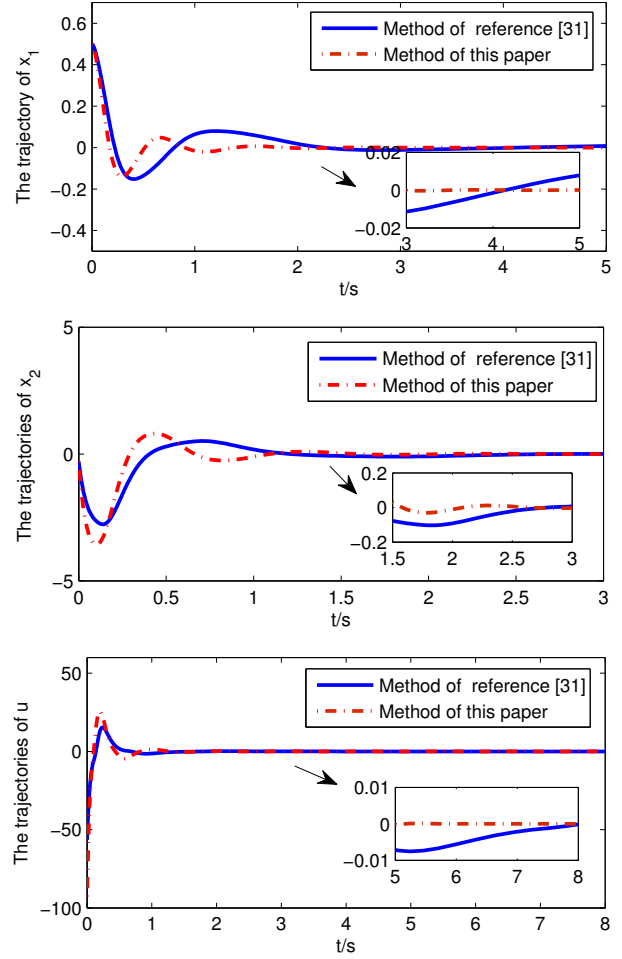 The trajectory of x1
0.6
0.4
0.2
0
−0.2
−0.4
Method of reference [31]
Method of this paper
0.02
0
−0.02
3 4 5
0 1 2 3 4 5
t/s
The trajectories of x2
5
0
−5
Method of reference [31]
Method of this paper
0.2
0
−0.2
1.5 2 2.5 3
0 0.5 1 1.5 2 2.5 3
t/s
The trajectories of u
50
0
−50
−100
Method of reference [31]
Method of this paper
0.01
0
−0.01
5 6 7 8
0 1 2 3 4 5 6 7 8
t/s